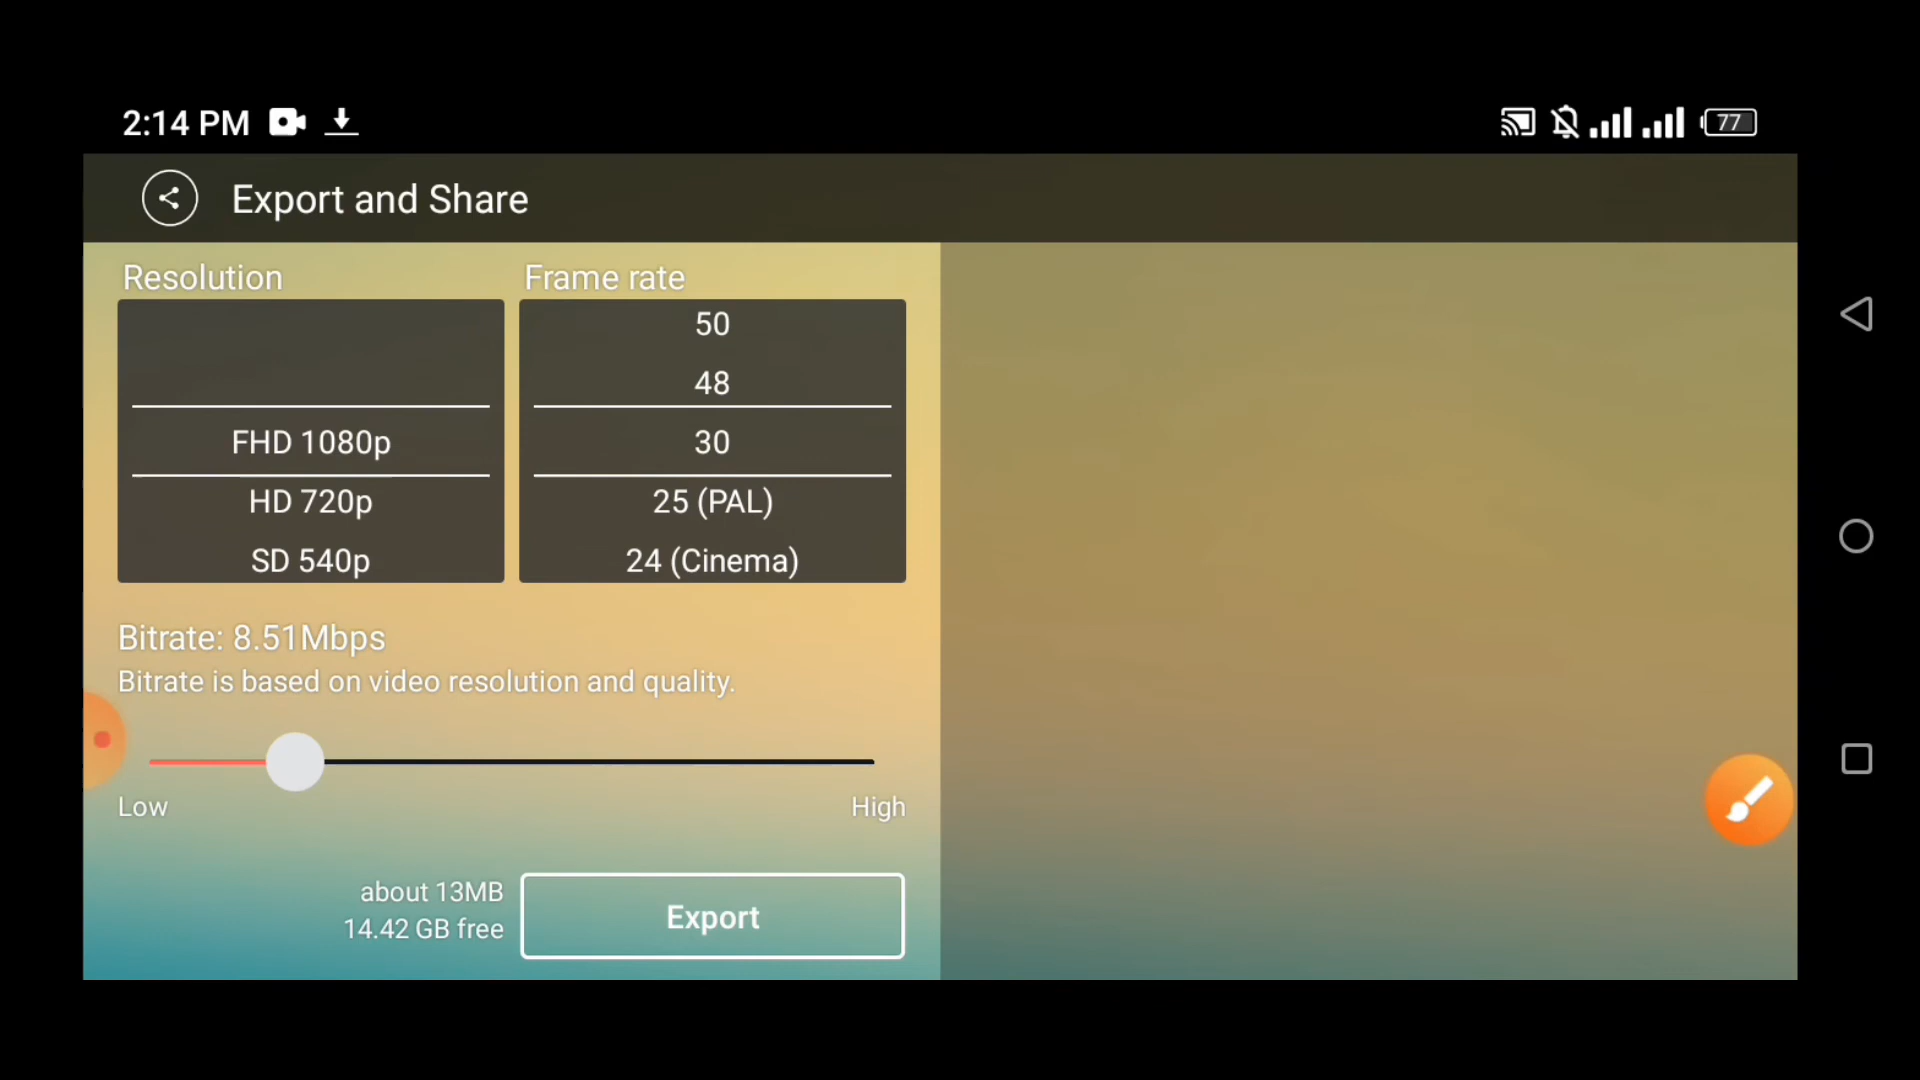 2:14 PM
77
Export and Share
Resolution
Frame rate
50
48
FHD 1080p
30
HD 720p
25 (PAL)
SD 540p
24 (Cinema)
Bitrate: 8.51Mbps
Bitrate is based on video resolution and quality.
Low
High
about 13MB
14.42 GB free
Export